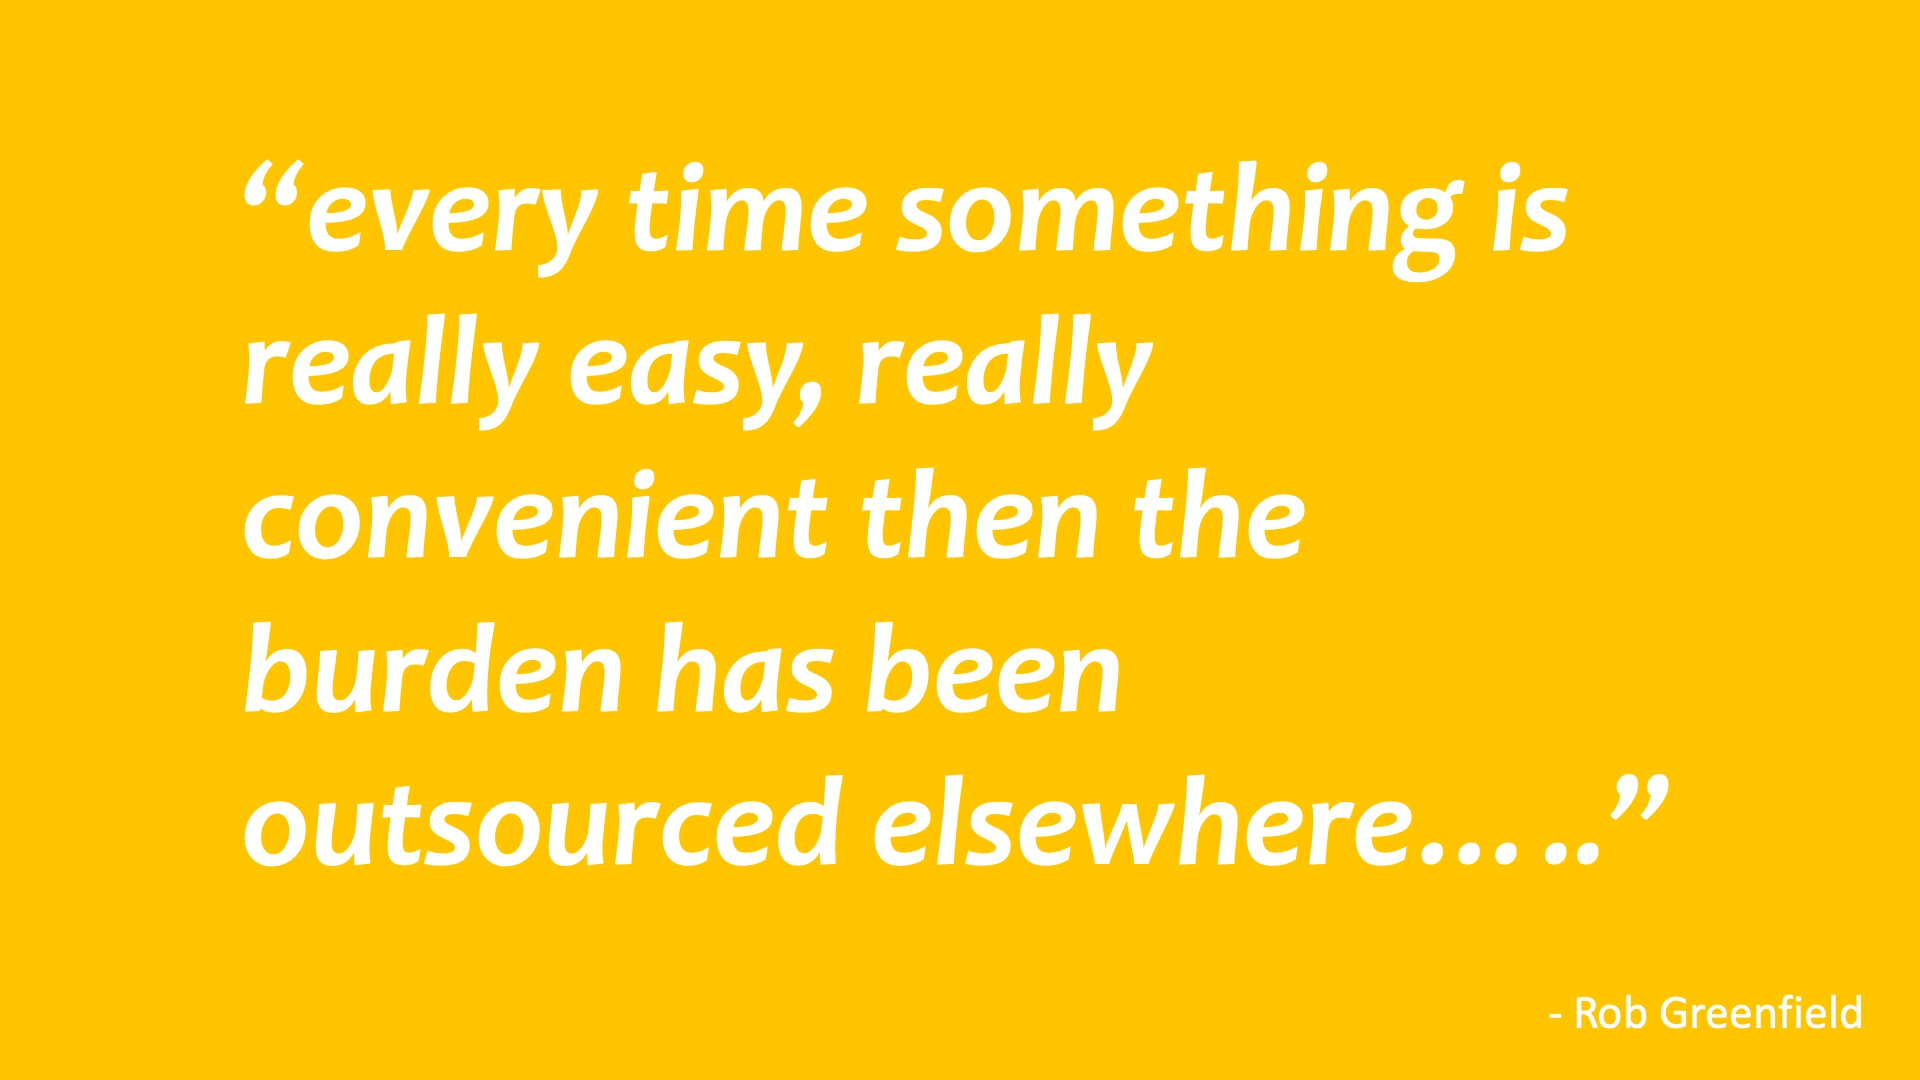 “every time something is
really easy, really
convenient then the
burden has been
outsourced elsewhere…..”
- Rob Greenfield